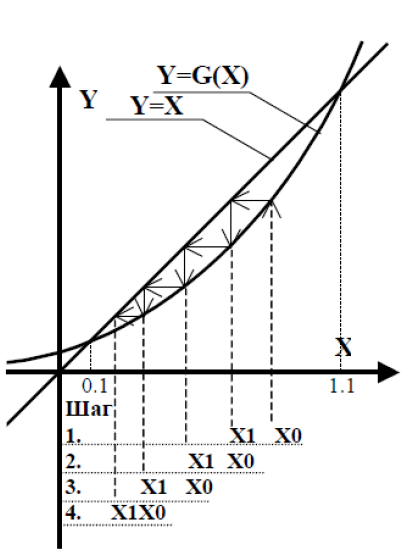 Y=G(X)
Y
Y=X
X
0.1
1.1
Шаг
1. X1 X0
2. X1 X0
3. X1 X0
4. X1X0